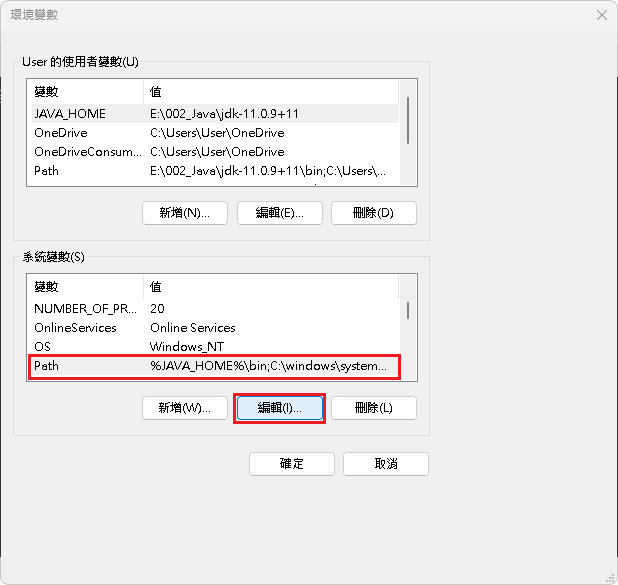 環境變數
User 的使用者變數(U)
變數 值
JAVA_HOME E:\002_Java\jdk-11.0.9+11
OneDrive C:\Users\User\OneDrive
OneDriveConsum... C:\Users\User\OneDrive
Path E:\002_Java\jdk-11.0.9+11\bin;C:\Users\...
新增(N)... 編輯(E)... 刪除(D)
系統變數(S)
變數 值
NUMBER_OF_PR... 20
OnlineServices Online Services
OS Windows_NT
Path %JAVA_HOME%\bin;C:\windows\system...
新增(W)... 編輯(I)... 刪除(L)
確定 取消